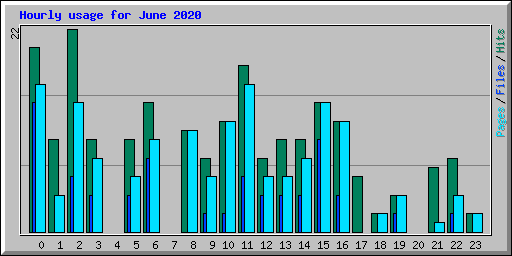 Hourly usage for June 2020
22
Pages/Files/Hits
0 1 2 3 4 5 6 7 8 9 10 11 12 13 14 15 16 17 18 19 20 21 22 23